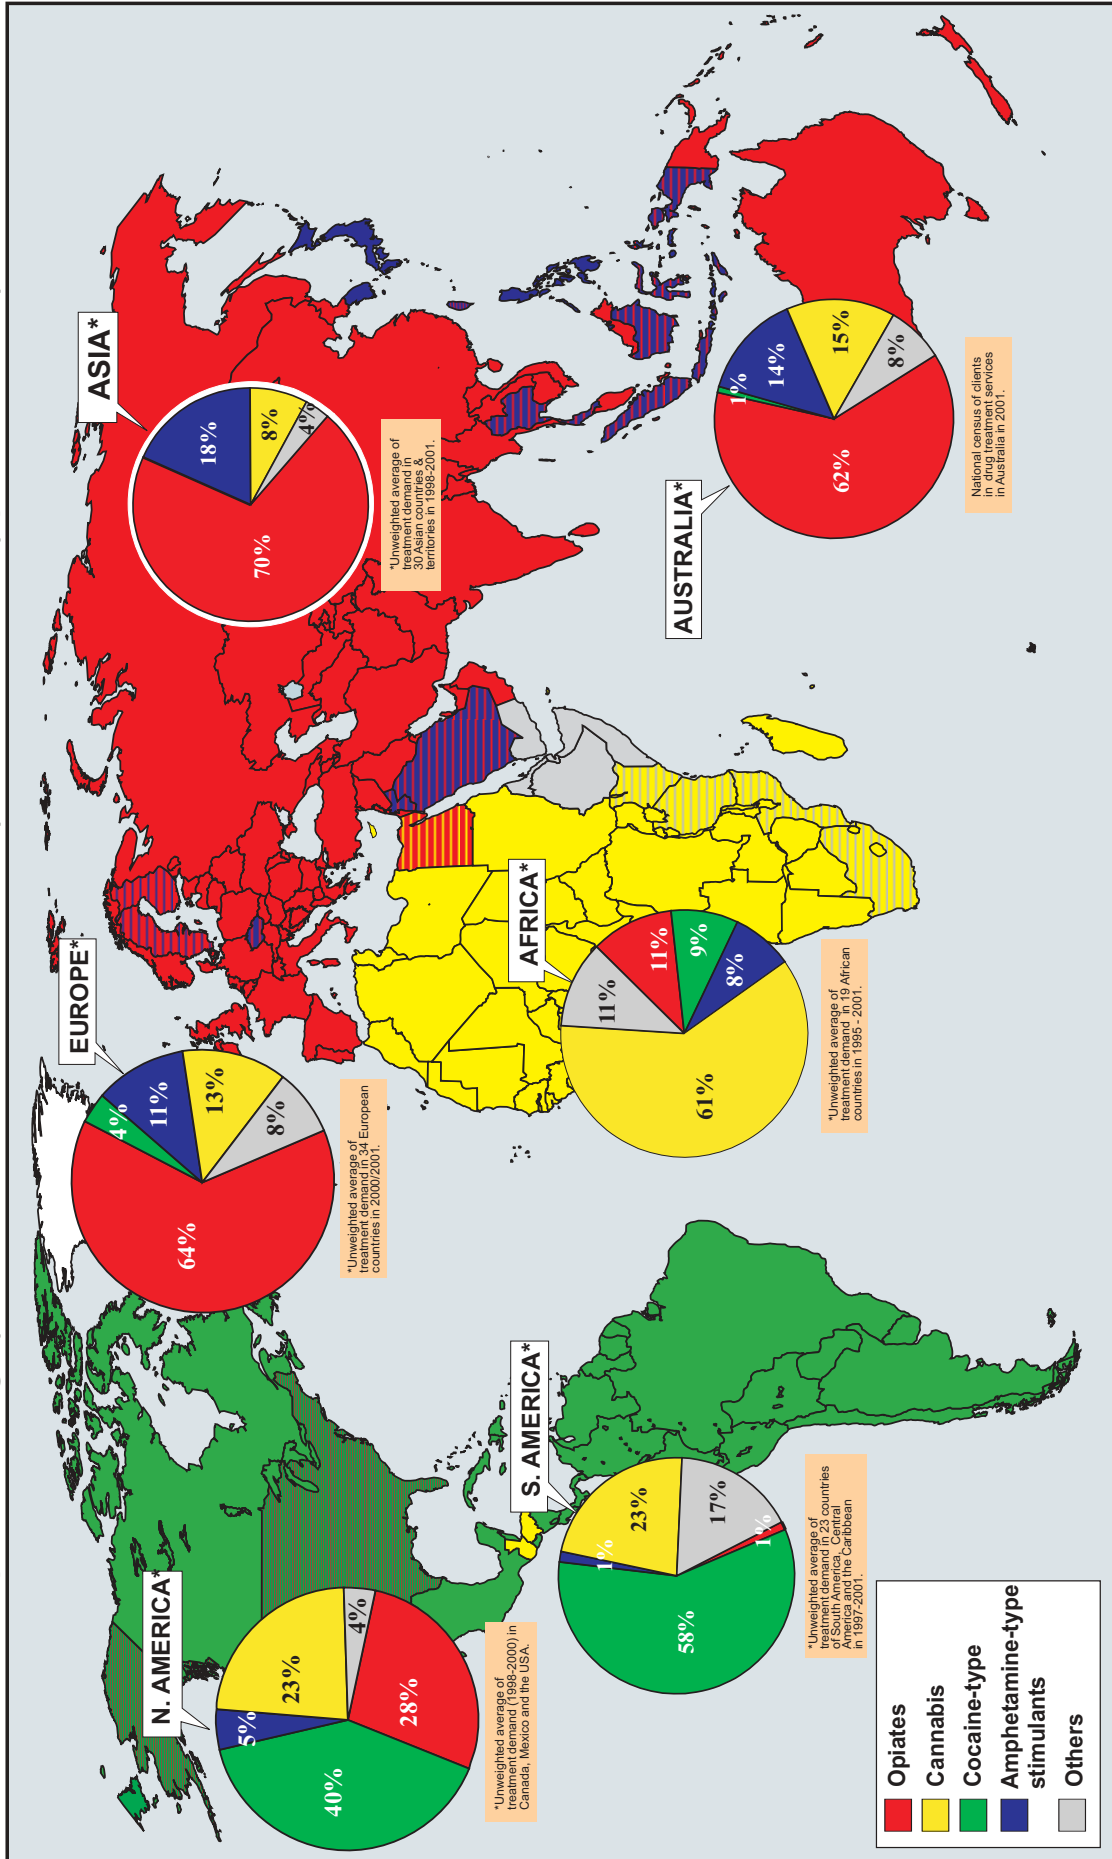 N. AMERICA*
5%
23%
4%
28%
40%
*Unweighted average of
treatment demand (1998-2000) in
Canada, Mexico and the USA.
EUROPE*
4%
11%
13%
8%
64%
*Unweighted average of
treatment demand in 34 European
countries in 2000/2001.
ASIA*
18%
8%
4%
70%
*Unweighted average of
treatment demand in
30 Asian countries &
territories in 1998-2001.
S. AMERICA*
1%
23%
17%
1%
58%
*Unweighted average of
treatment demand in 23 countries
of South America, Central
America and the Caribbean
in 1997-2001.
AFRICA*
11%
11%
9%
8%
61%
*Unweighted average of
treatment demand in 19 African
countries in 1995 - 2001.
AUSTRALIA*
1%
14%
15%
8%
62%
National census of clients
in drug treatment services
in Australia in 2001.
Opiates
Cannabis
Cocaine-type
Amphetamine-type
stimulants
Others